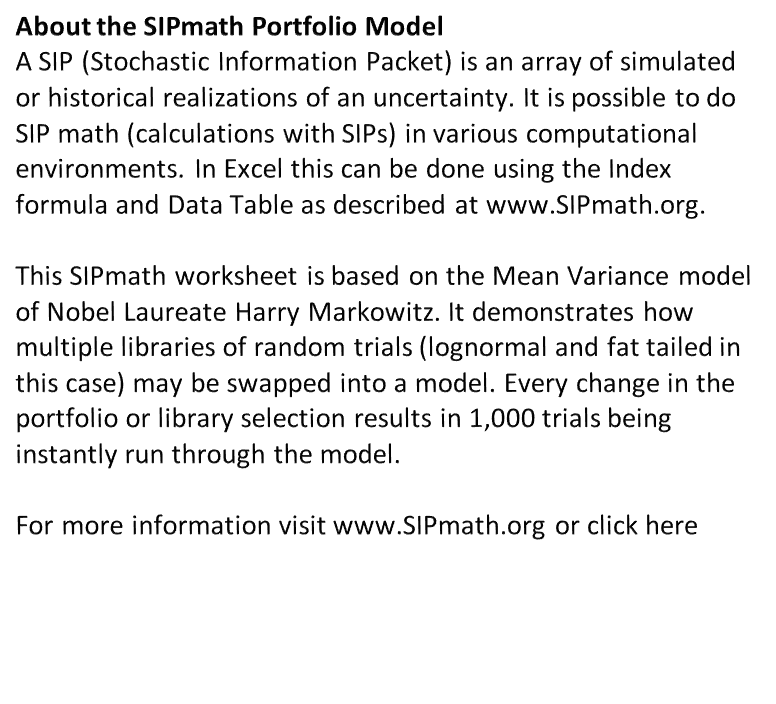 About the SIPmath Portfolio Model
A SIP (Stochastic Information Packet) is an array of simulated
or historical realizations of an uncertainty. It is possible to do
SIP math (calculations with SIPs) in various computational
environments. In Excel this can be done using the Index
formula and Data Table as described at www.SIPmath.org.
This SIPmath worksheet is based on the Mean Variance model
of Nobel Laureate Harry Markowitz. It demonstrates how
multiple libraries of random trials (lognormal and fat tailed in
this case) may be swapped into a model. Every change in the
portfolio or library selection results in 1,000 trials being
instantly run through the model.
For more information visit www.SIPmath.org or click here